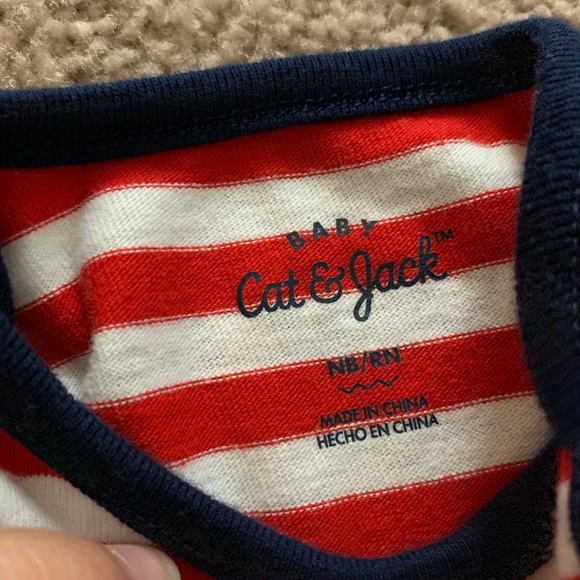 BABY
Cat & Jack™
NB/RN
MADE IN CHINA
HECHO EN CHINA